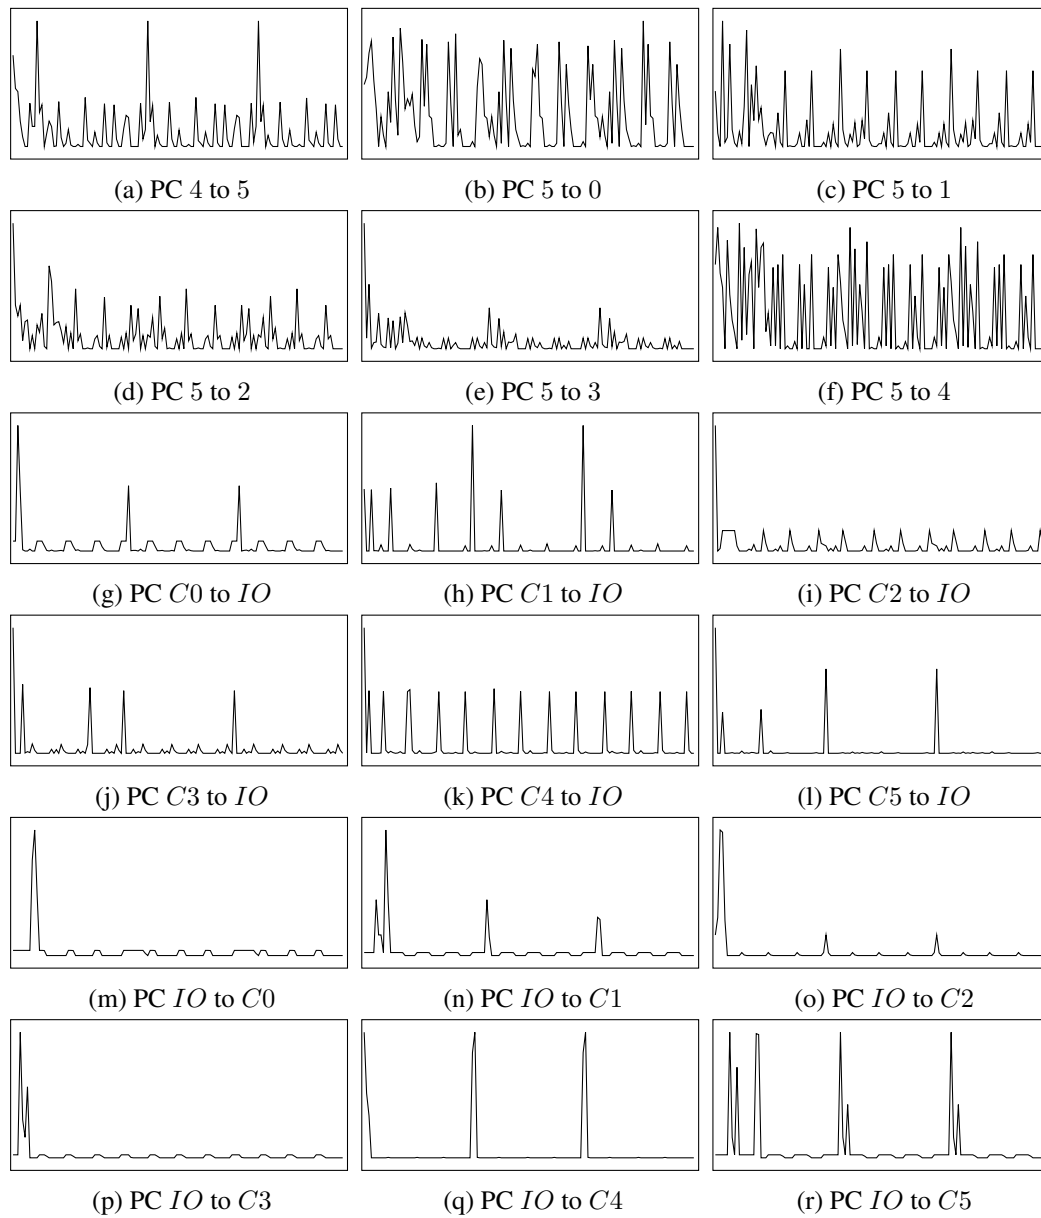 (a) PC 4 to 5 (b) PC 5 to 0 (c) PC 5 to 1
(d) PC 5 to 2 (e) PC 5 to 3 (f) PC 5 to 4
(g) PC C0 to IO (h) PC C1 to IO (i) PC C2 to IO
(j) PC C3 to IO (k) PC C4 to IO (l) PC C5 to IO
(m) PC IO to C0 (n) PC IO to C1 (o) PC IO to C2
(p) PC IO to C3 (q) PC IO to C4 (r) PC IO to C5